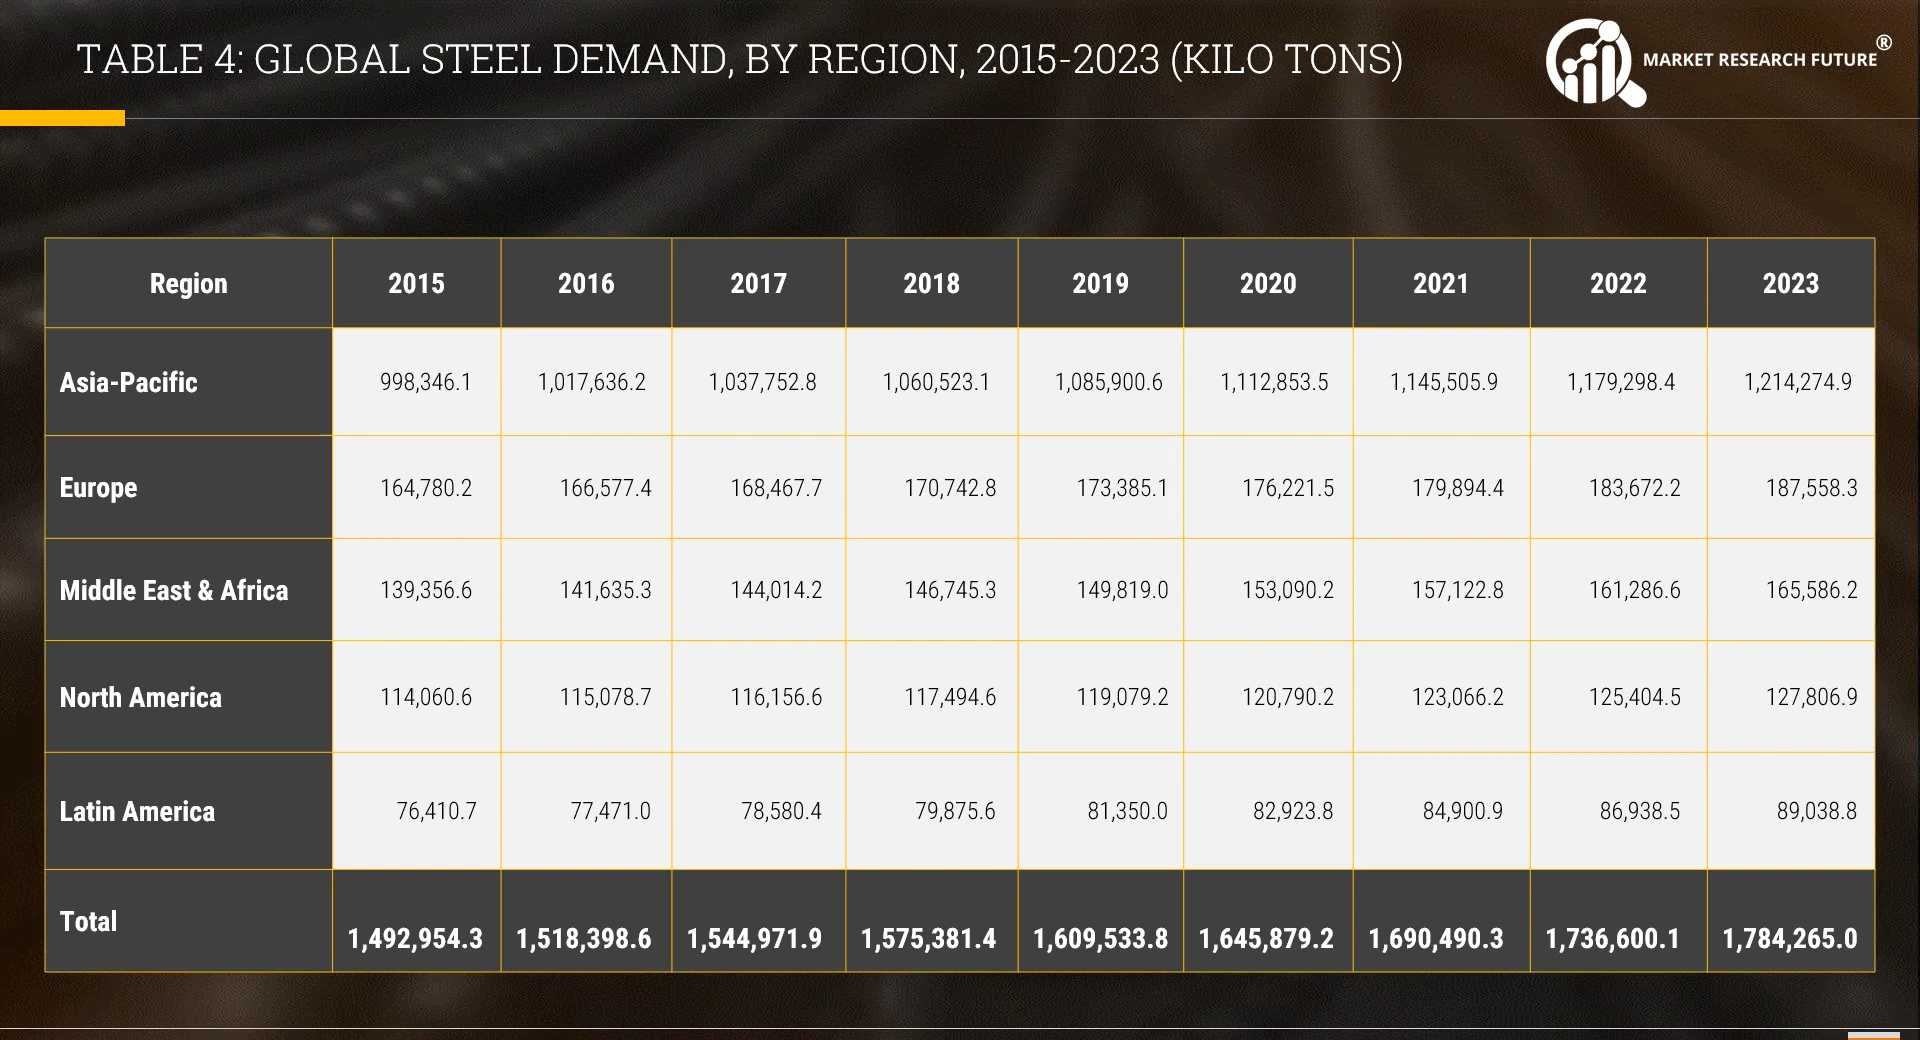 TABLE 4: GLOBAL STEEL DEMAND, BY REGION, 2015-2023 (KILO TONS)
MARKET RESEARCH FUTURE®
Region 2015 2016 2017 2018 2019 2020 2021 2022 2023
Asia-Pacific 998,346.1 1,017,636.2 1,037,752.8 1,060,523.1 1,085,900.6 1,112,853.5 1,145,505.9 1,179,298.4 1,214,274.9
Europe 164,780.2 166,577.4 168,467.7 170,742.8 173,385.1 176,221.5 179,894.4 183,672.2 187,558.3
Middle East & Africa 139,356.6 141,635.3 144,014.2 146,745.3 149,819.0 153,090.2 157,122.8 161,286.6 165,586.2
North America 114,060.6 115,078.7 116,156.6 117,494.6 119,079.2 120,790.2 123,066.2 125,404.5 127,806.9
Latin America 76,410.7 77,471.0 78,580.4 79,875.6 81,350.0 82,923.8 84,900.9 86,938.5 89,038.8
Total 1,492,954.3 1,518,398.6 1,544,971.9 1,575,381.4 1,609,533.8 1,645,879.2 1,690,490.3 1,736,600.1 1,784,265.0